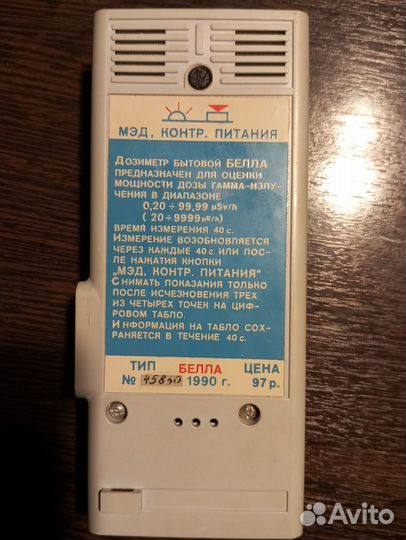 МЭД, КОНТР. ПИТАНИЯ
ДОЗИМЕТР БЫТОВОЙ БЕЛЛА
ПРЕДНАЗНАЧЕН ДЛЯ ОЦЕНКИ
МОЩНОСТИ ДОЗЫ ГАММА-ИЗЛУ-
ЧЕНИЯ В ДИАПАЗОНЕ
0,20 ÷ 99,99 μSv/h
( 20÷9999 μR/h )
ВРЕМЯ ИЗМЕРЕНИЯ 40 с.
ИЗМЕРЕНИЕ ВОЗОБНОВЛЯЕТСЯ
ЧЕРЕЗ КАЖДЫЕ 40 с ИЛИ ПОС-
ЛЕ НАЖАТИЯ КНОПКИ
„МЭД, КОНТР. ПИТАНИЯ"
СНИМАТЬ ПОКАЗАНИЯ ТОЛЬКО
ПОСЛЕ ИСЧЕЗНОВЕНИЯ ТРЕХ
ИЗ ЧЕТЫРЕХ ТОЧЕК НА ЦИФ-
РОВОМ ТАБЛО.
ИНФОРМАЦИЯ НА ТАБЛО СОХ-
РАНЯЕТСЯ В ТЕЧЕНИЕ 40 с.
ТИП БЕЛЛА ЦЕНА
№ 45830 1990 г. 97 р.
Avito